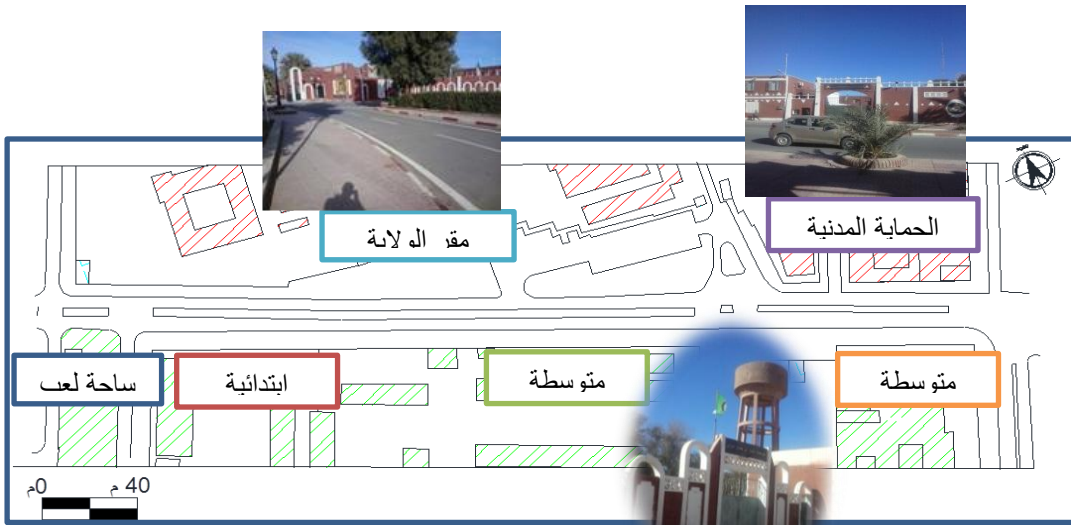 مقر الولاية
الحماية المدنية
ساحة لعب
ابتدائية
متوسطة
متوسطة
0م
40 م